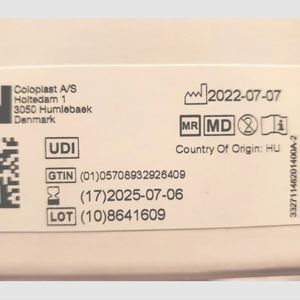 Coloplast A/S
Holtedam 1
3050 Humlebaek
Denmark
2022-07-07
MR MD
Country Of Origin: HU
UDI
GTIN (01)05708932926409
(17)2025-07-06
LOT (10)8641609
33271148201400A-2